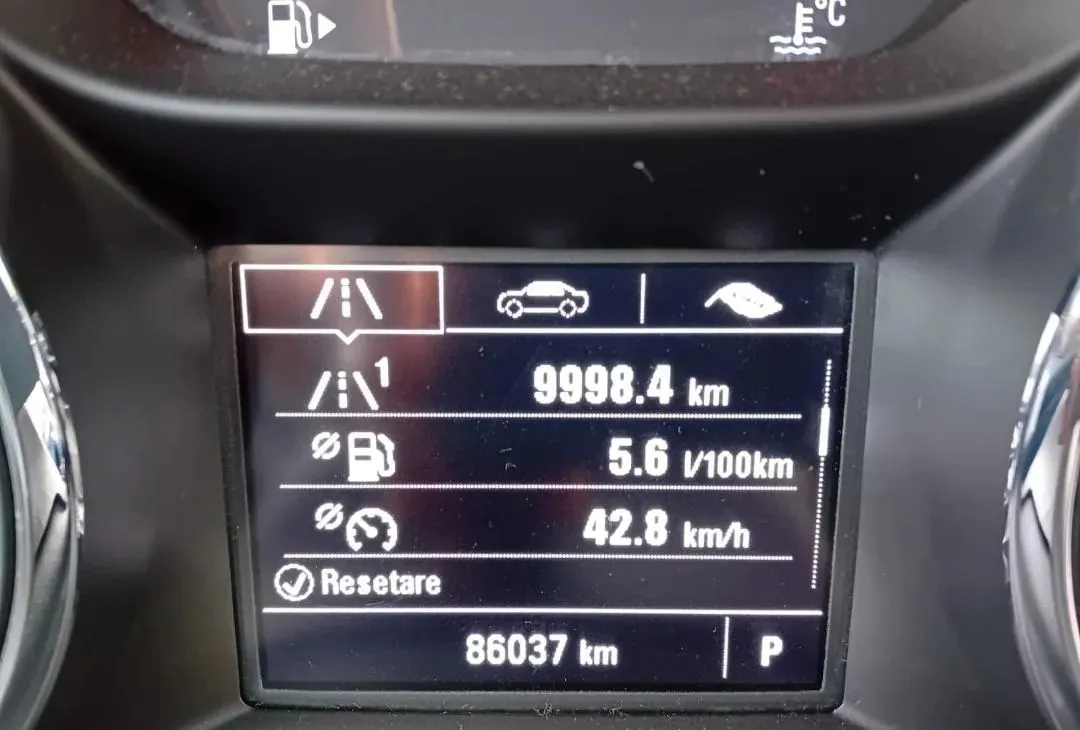 °C
1 9998.4 km
Ø 5.6 l/100km
Ø 42.8 km/h
Resetare
86037 km P